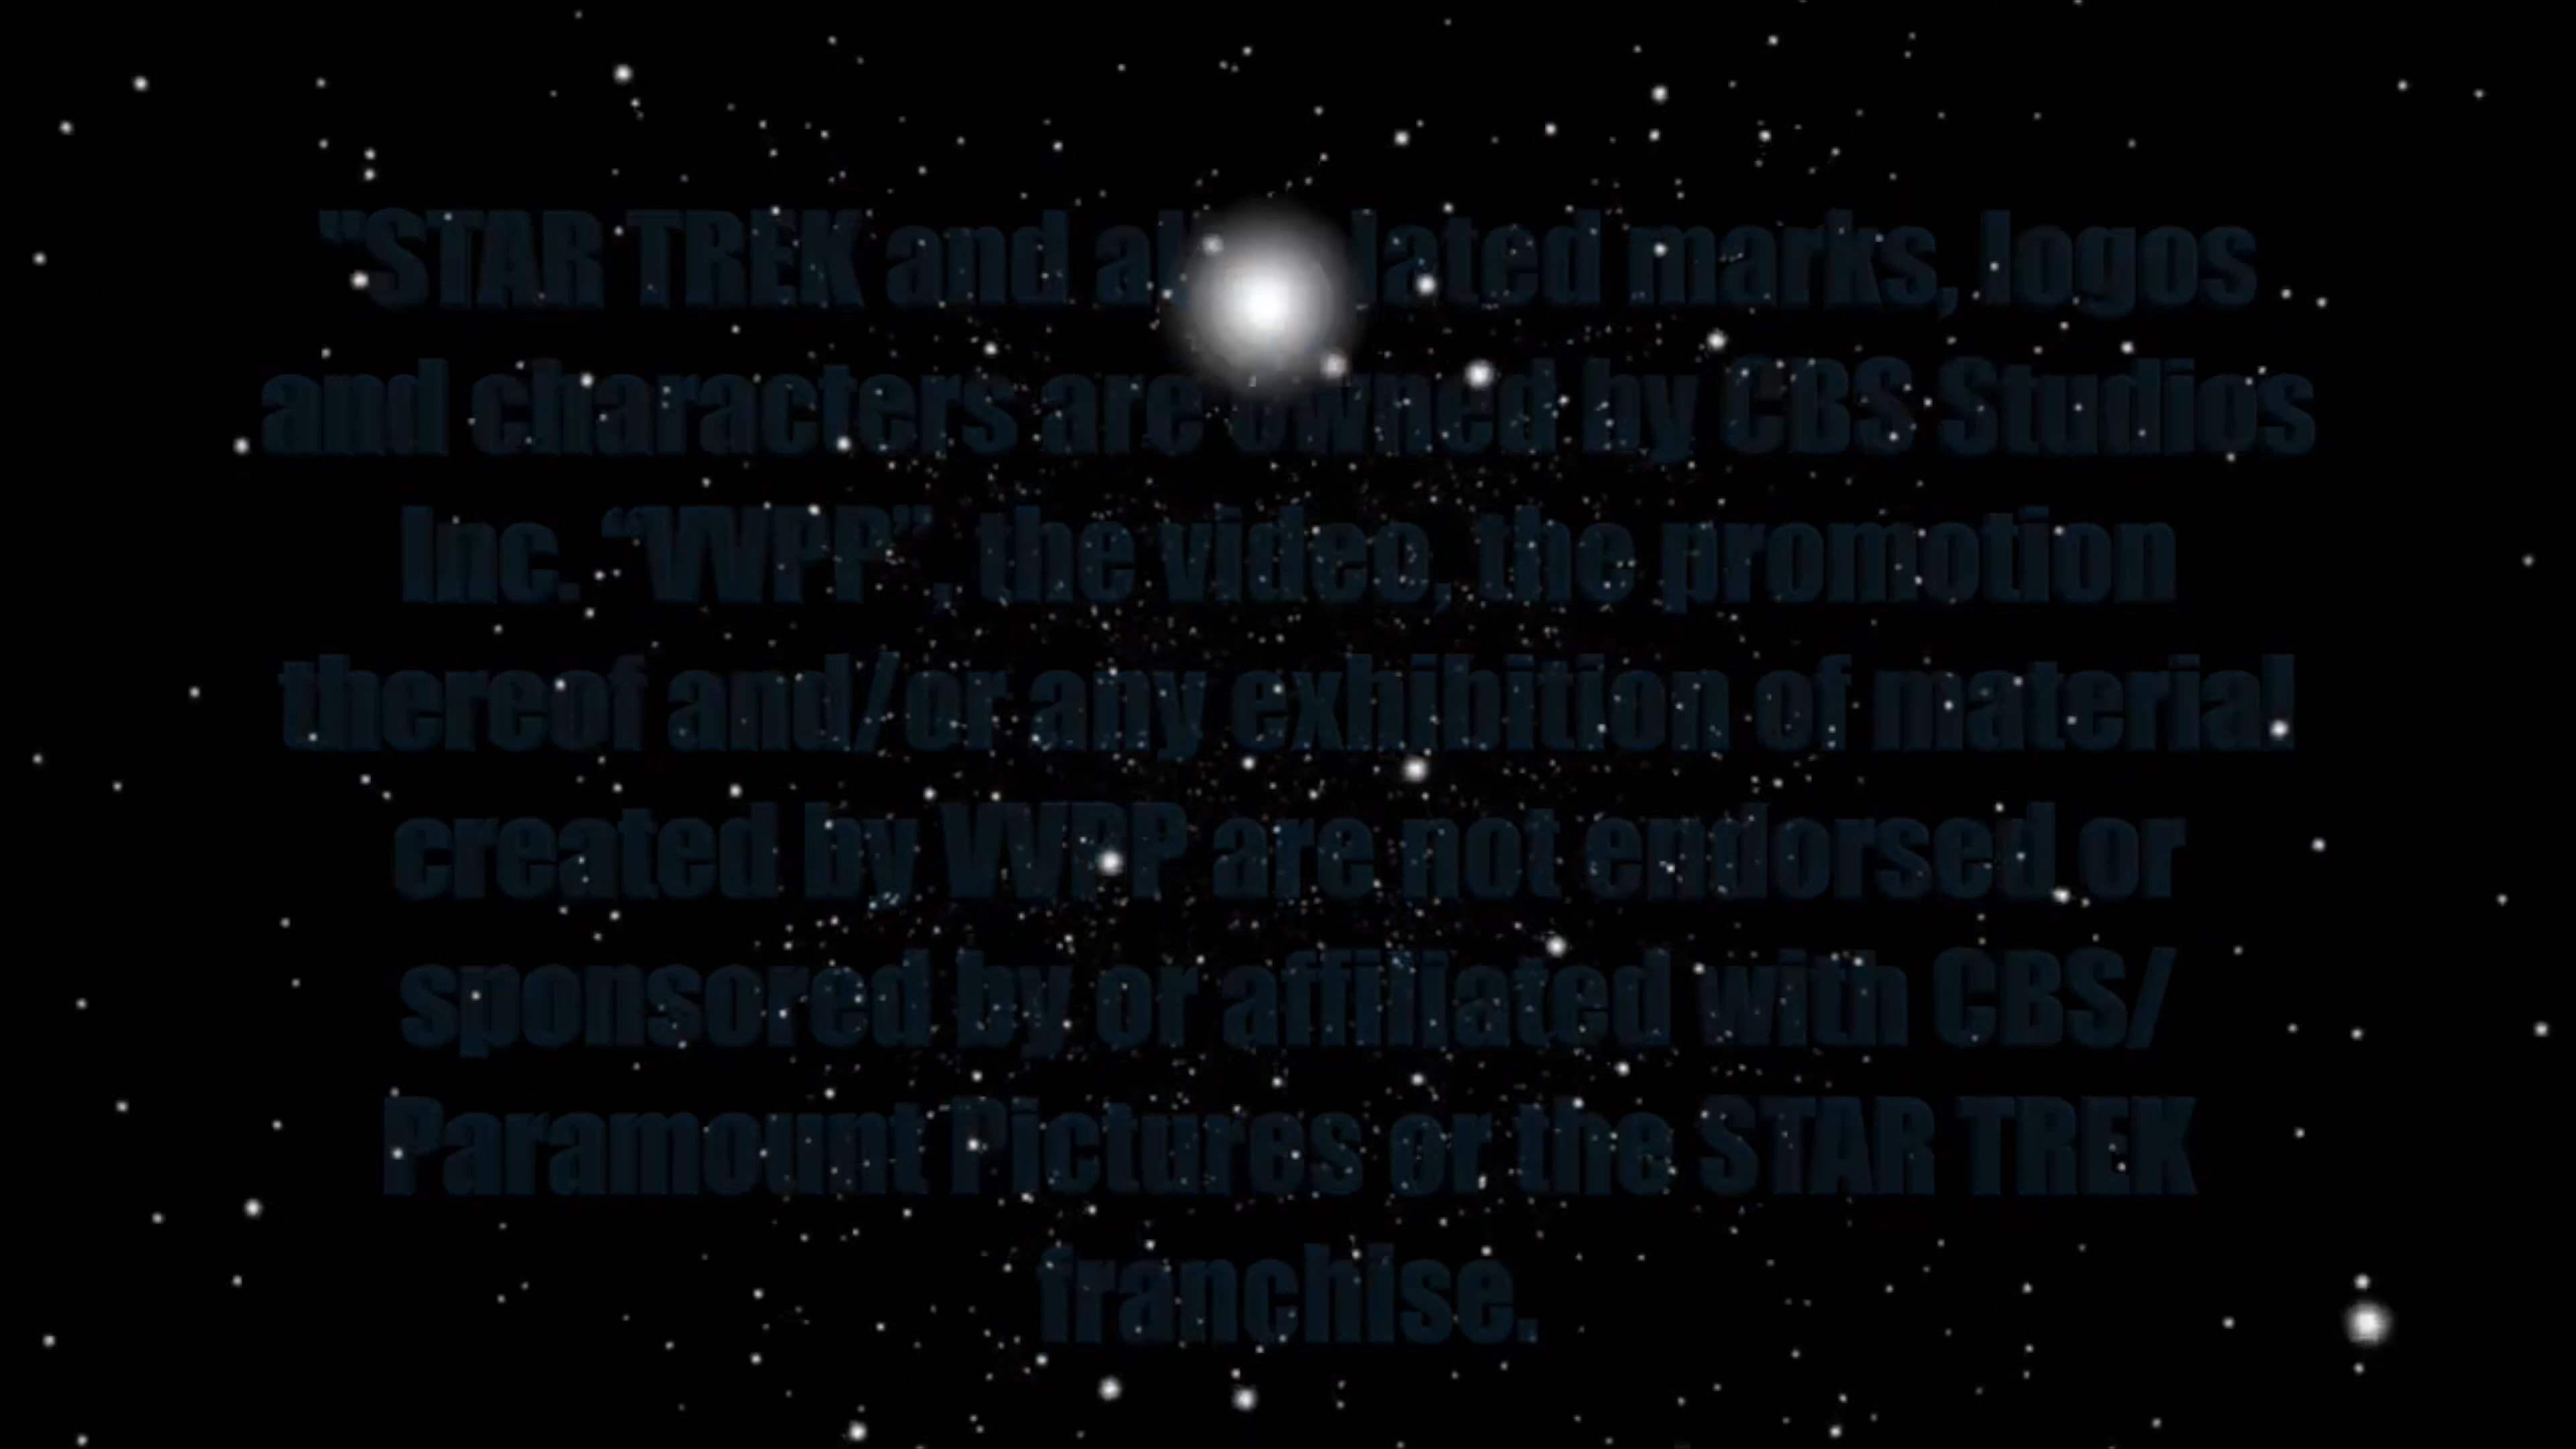 "STAR TREK and all related marks, logos
and characters are owned by CBS Studios
Inc. “VVPP”, the video, the promotion
thereof and/or any exhibition of material
created by VVPP are not endorsed or
sponsored by or affiliated with CBS/
Paramount Pictures or the STAR TREK
franchise.